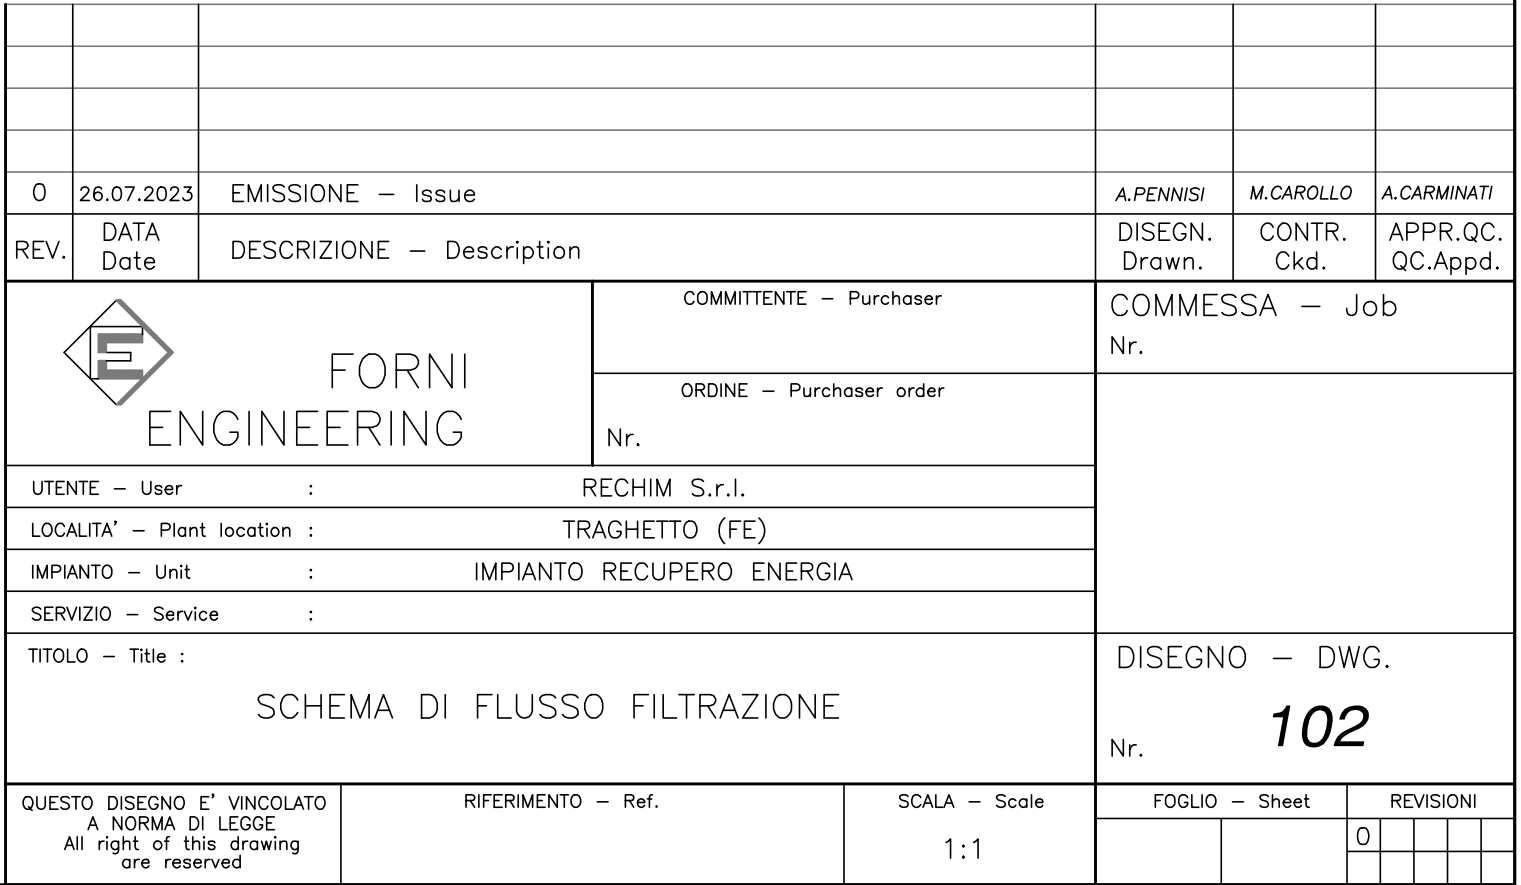 0 26.07.2023 EMISSIONE – Issue A.PENNISI M.CAROLLO A.CARMINATI
REV. DATA DESCRIZIONE – Description DISEGN. CONTR. APPR.QC.
Date Drawn. Ckd. QC.Appd.
E
FORNI
ENGINEERING
COMMITTENTE – Purchaser
COMMESSA – Job
Nr.
ORDINE – Purchaser order
Nr.
UTENTE – User : RECHIM S.r.l.
LOCALITA' – Plant location : TRAGHETTO (FE)
IMPIANTO – Unit : IMPIANTO RECUPERO ENERGIA
SERVIZIO – Service :
TITOLO – Title :
SCHEMA DI FLUSSO FILTRAZIONE
DISEGNO – DWG.
Nr. 102
QUESTO DISEGNO E' VINCOLATO
A NORMA DI LEGGE
All right of this drawing
are reserved
RIFERIMENTO – Ref.
SCALA – Scale
1:1
FOGLIO – Sheet
REVISIONI
0